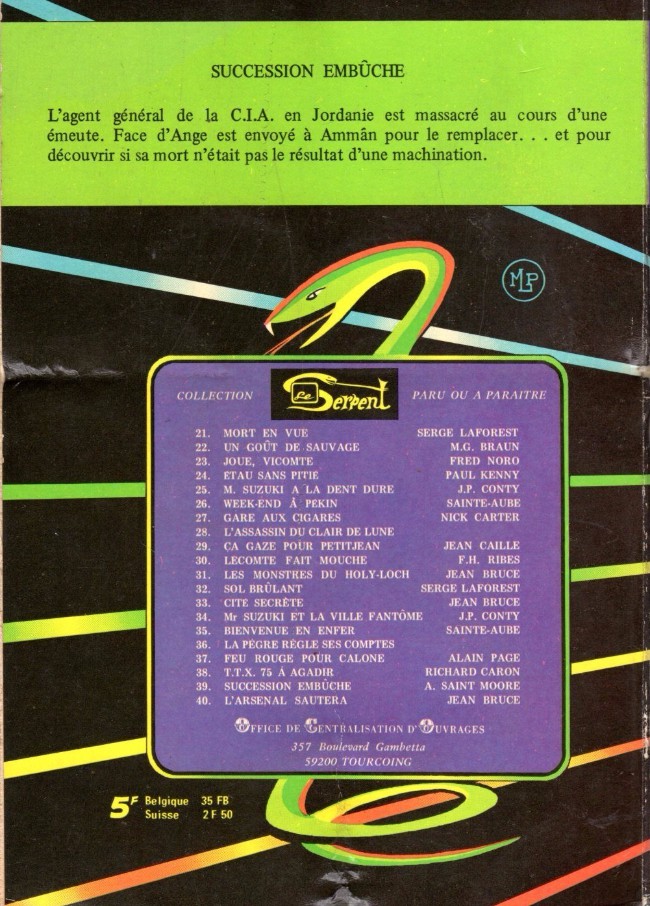 SUCCESSION EMBÛCHE
L'agent général de la C.I.A. en Jordanie est massacré au cours d'une
émeute. Face d'Ange est envoyé à Ammân pour le remplacer. . . et pour
découvrir si sa mort n'était pas le résultat d'une machination.
MLP
COLLECTION Le Serpent PARU OU A PARAITRE
21. MORT EN VUE SERGE LAFOREST
22. UN GOÛT DE SAUVAGE M.G. BRAUN
23. JOUE, VICOMTE FRED NORO
24. ETAU SANS PITIÉ PAUL KENNY
25. M. SUZUKI A LA DENT DURE J.P. CONTY
26. WEEK-END Â PEKIN SAINTE-AUBE
27. GARE AUX CIGARES NICK CARTER
28. L'ASSASSIN DU CLAIR DE LUNE
29. ÇA GAZE POUR PETITJEAN JEAN CAILLE
30. LECOMTE FAIT MOUCHE F.H. RIBES
31. LES MONSTRES DU HOLY-LOCH JEAN BRUCE
32. SOL BRÛLANT SERGE LAFOREST
33. CITE SECRÈTE JEAN BRUCE
34. Mr SUZUKI ET LA VILLE FANTÔME J.P. CONTY
35. BIENVENUE EN ENFER SAINTE-AUBE
36. LA PÈGRE RÈGLE SES COMPTES
37. FEU ROUGE POUR CALONE ALAIN PAGE
38. T.T.X. 75 Á AGADIR RICHARD CARON
39. SUCCESSION EMBÛCHE A. SAINT MOORE
40. L'ARSENAL SAUTERA JEAN BRUCE
OFFICE DE CENTRALISATION D'OUVRAGES
357 Boulevard Gambetta
59200 TOURCOING
5F Belgique 35 FB
Suisse 2 F 50